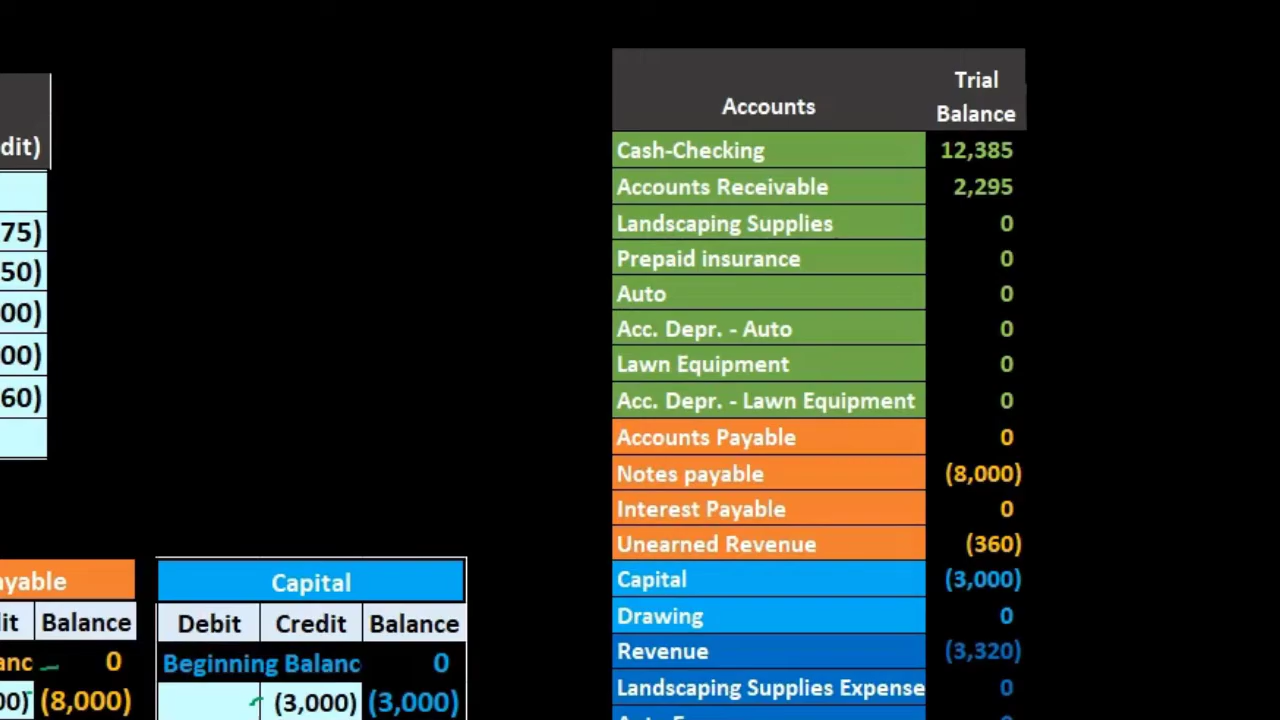 dit)
75)
50)
00)
00)
60)
Accounts Trial Balance
Cash-Checking 12,385
Accounts Receivable 2,295
Landscaping Supplies 0
Prepaid insurance 0
Auto 0
Acc. Depr. - Auto 0
Lawn Equipment 0
Acc. Depr. - Lawn Equipment 0
Accounts Payable 0
Notes payable (8,000)
Interest Payable 0
Unearned Revenue (360)
Capital (3,000)
Drawing 0
Revenue (3,320)
Landscaping Supplies Expense 0
ayable
it Balance
anc 0
00) (8,000)
Capital
Debit Credit Balance
Beginning Balanc 0
(3,000) (3,000)